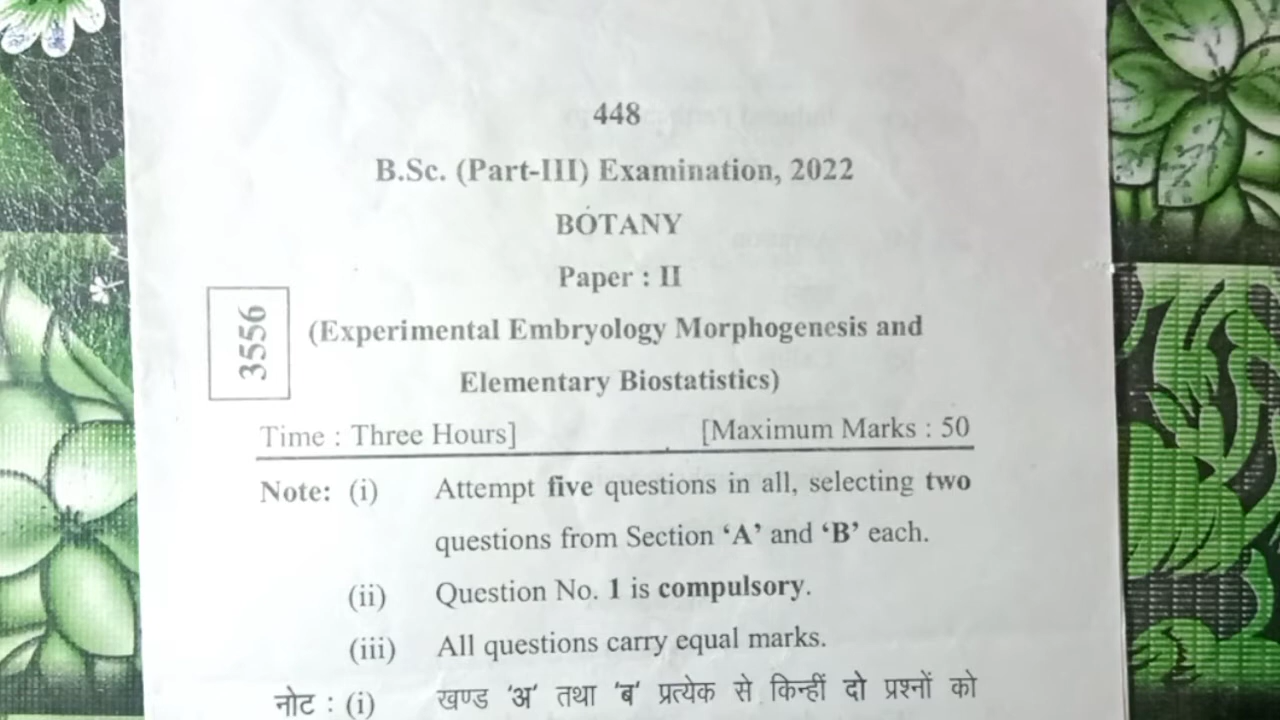 448
B.Sc. (Part-III) Examination, 2022
BOTANY
Paper : II
3556
(Experimental Embryology Morphogenesis and
Elementary Biostatistics)
Time : Three Hours] [Maximum Marks : 50
Note: (i) Attempt five questions in all, selecting two
questions from Section ‘A’ and ‘B’ each.
(ii) Question No. 1 is compulsory.
(iii) All questions carry equal marks.
नोट : (i) खण्ड ‘अ’ तथा ‘ब’ प्रत्येक से किन्हीं दो प्रश्नों को